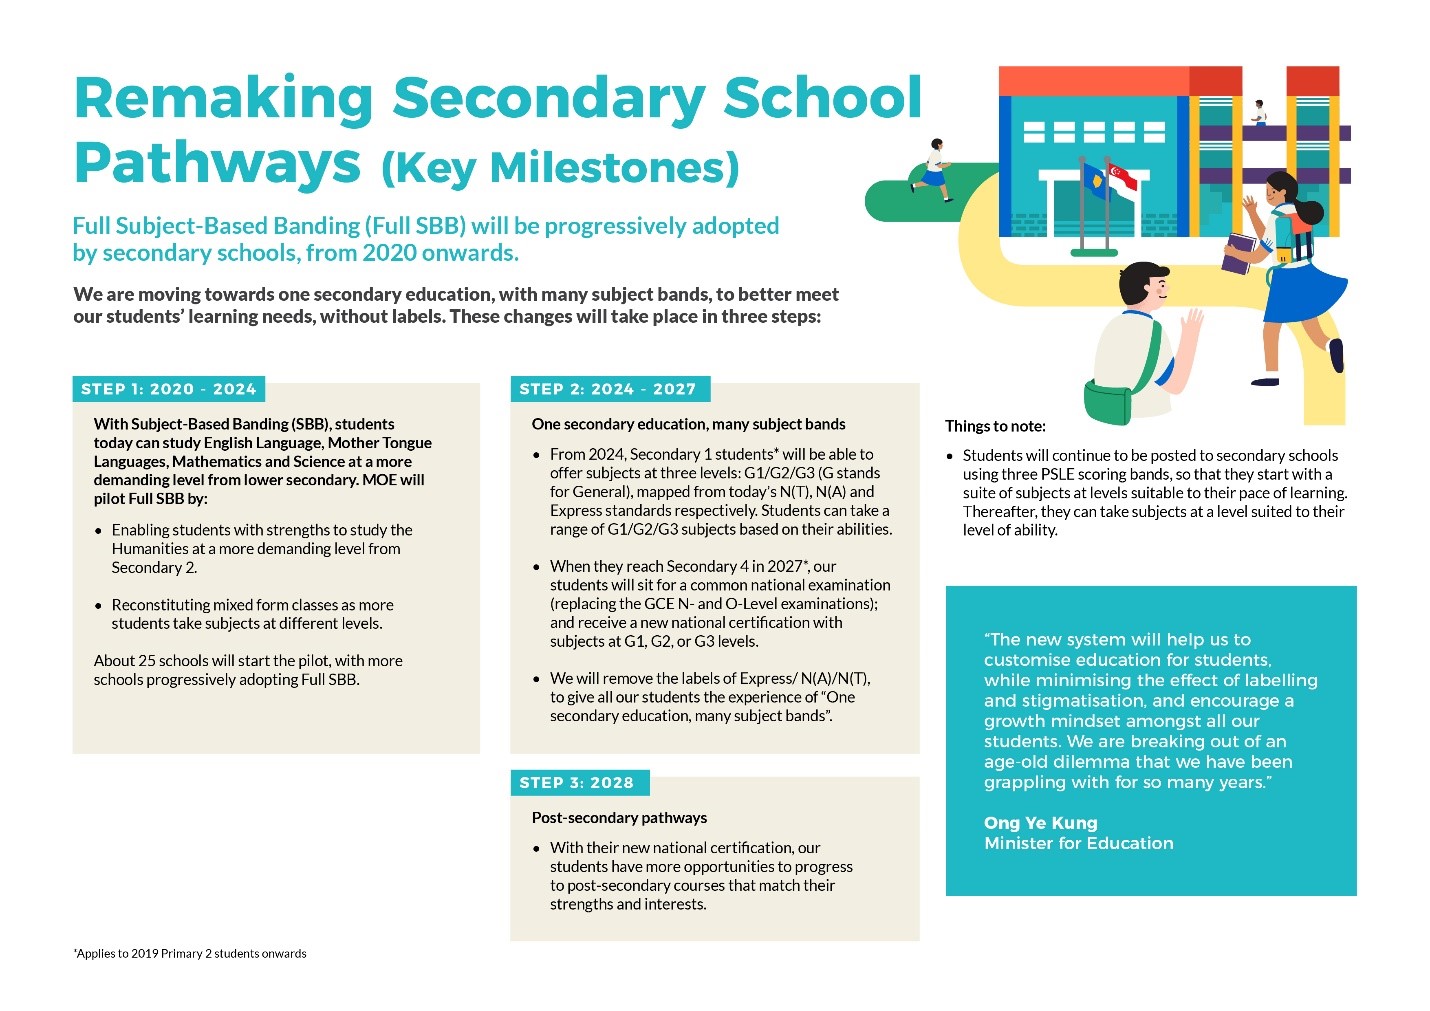 Remaking Secondary School
Pathways (Key Milestones)
Full Subject-Based Banding (Full SBB) will be progressively adopted
by secondary schools, from 2020 onwards.
We are moving towards one secondary education, with many subject bands, to better meet
our students’ learning needs, without labels. These changes will take place in three steps:
STEP 1: 2020 - 2024
With Subject-Based Banding (SBB), students
today can study English Language, Mother Tongue
Languages, Mathematics and Science at a more
demanding level from lower secondary. MOE will
pilot Full SBB by:
• Enabling students with strengths to study the
Humanities at a more demanding level from
Secondary 2.
• Reconstituting mixed form classes as more
students take subjects at different levels.
About 25 schools will start the pilot, with more
schools progressively adopting Full SBB.
STEP 2: 2024 - 2027
One secondary education, many subject bands
• From 2024, Secondary 1 students* will be able to
offer subjects at three levels: G1/G2/G3 (G stands
for General), mapped from today’s N(T), N(A) and
Express standards respectively. Students can take a
range of G1/G2/G3 subjects based on their abilities.
• When they reach Secondary 4 in 2027*, our
students will sit for a common national examination
(replacing the GCE N- and O-Level examinations);
and receive a new national certification with
subjects at G1, G2, or G3 levels.
• We will remove the labels of Express/ N(A)/N(T),
to give all our students the experience of “One
secondary education, many subject bands”.
STEP 3: 2028
Post-secondary pathways
• With their new national certification, our
students have more opportunities to progress
to post-secondary courses that match their
strengths and interests.
Things to note:
• Students will continue to be posted to secondary schools
using three PSLE scoring bands, so that they start with a
suite of subjects at levels suitable to their pace of learning.
Thereafter, they can take subjects at a level suited to their
level of ability.
“The new system will help us to
customise education for students,
while minimising the effect of labelling
and stigmatisation, and encourage a
growth mindset amongst all our
students. We are breaking out of an
age-old dilemma that we have been
grappling with for so many years.”
Ong Ye Kung
Minister for Education
*Applies to 2019 Primary 2 students onwards